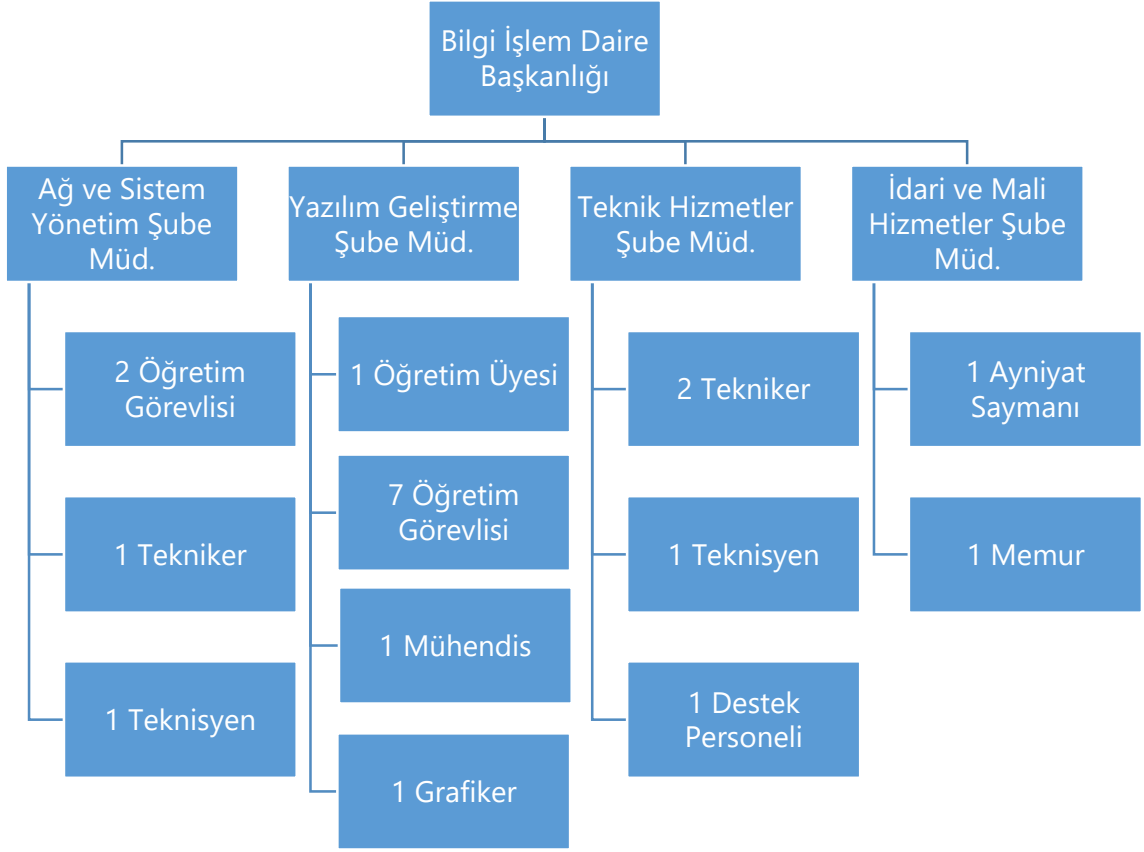 Bilgi İşlem Daire
Başkanlığı
Ağ ve Sistem
Yönetim Şube
Müd.
2 Öğretim
Görevlisi
1 Tekniker
1 Teknisyen
Yazılım Geliştirme
Şube Müd.
1 Öğretim Üyesi
7 Öğretim
Görevlisi
1 Mühendis
1 Grafiker
Teknik Hizmetler
Şube Müd.
2 Tekniker
1 Teknisyen
1 Destek
Personeli
İdari ve Mali
Hizmetler Şube
Müd.
1 Ayniyat
Saymanı
1 Memur